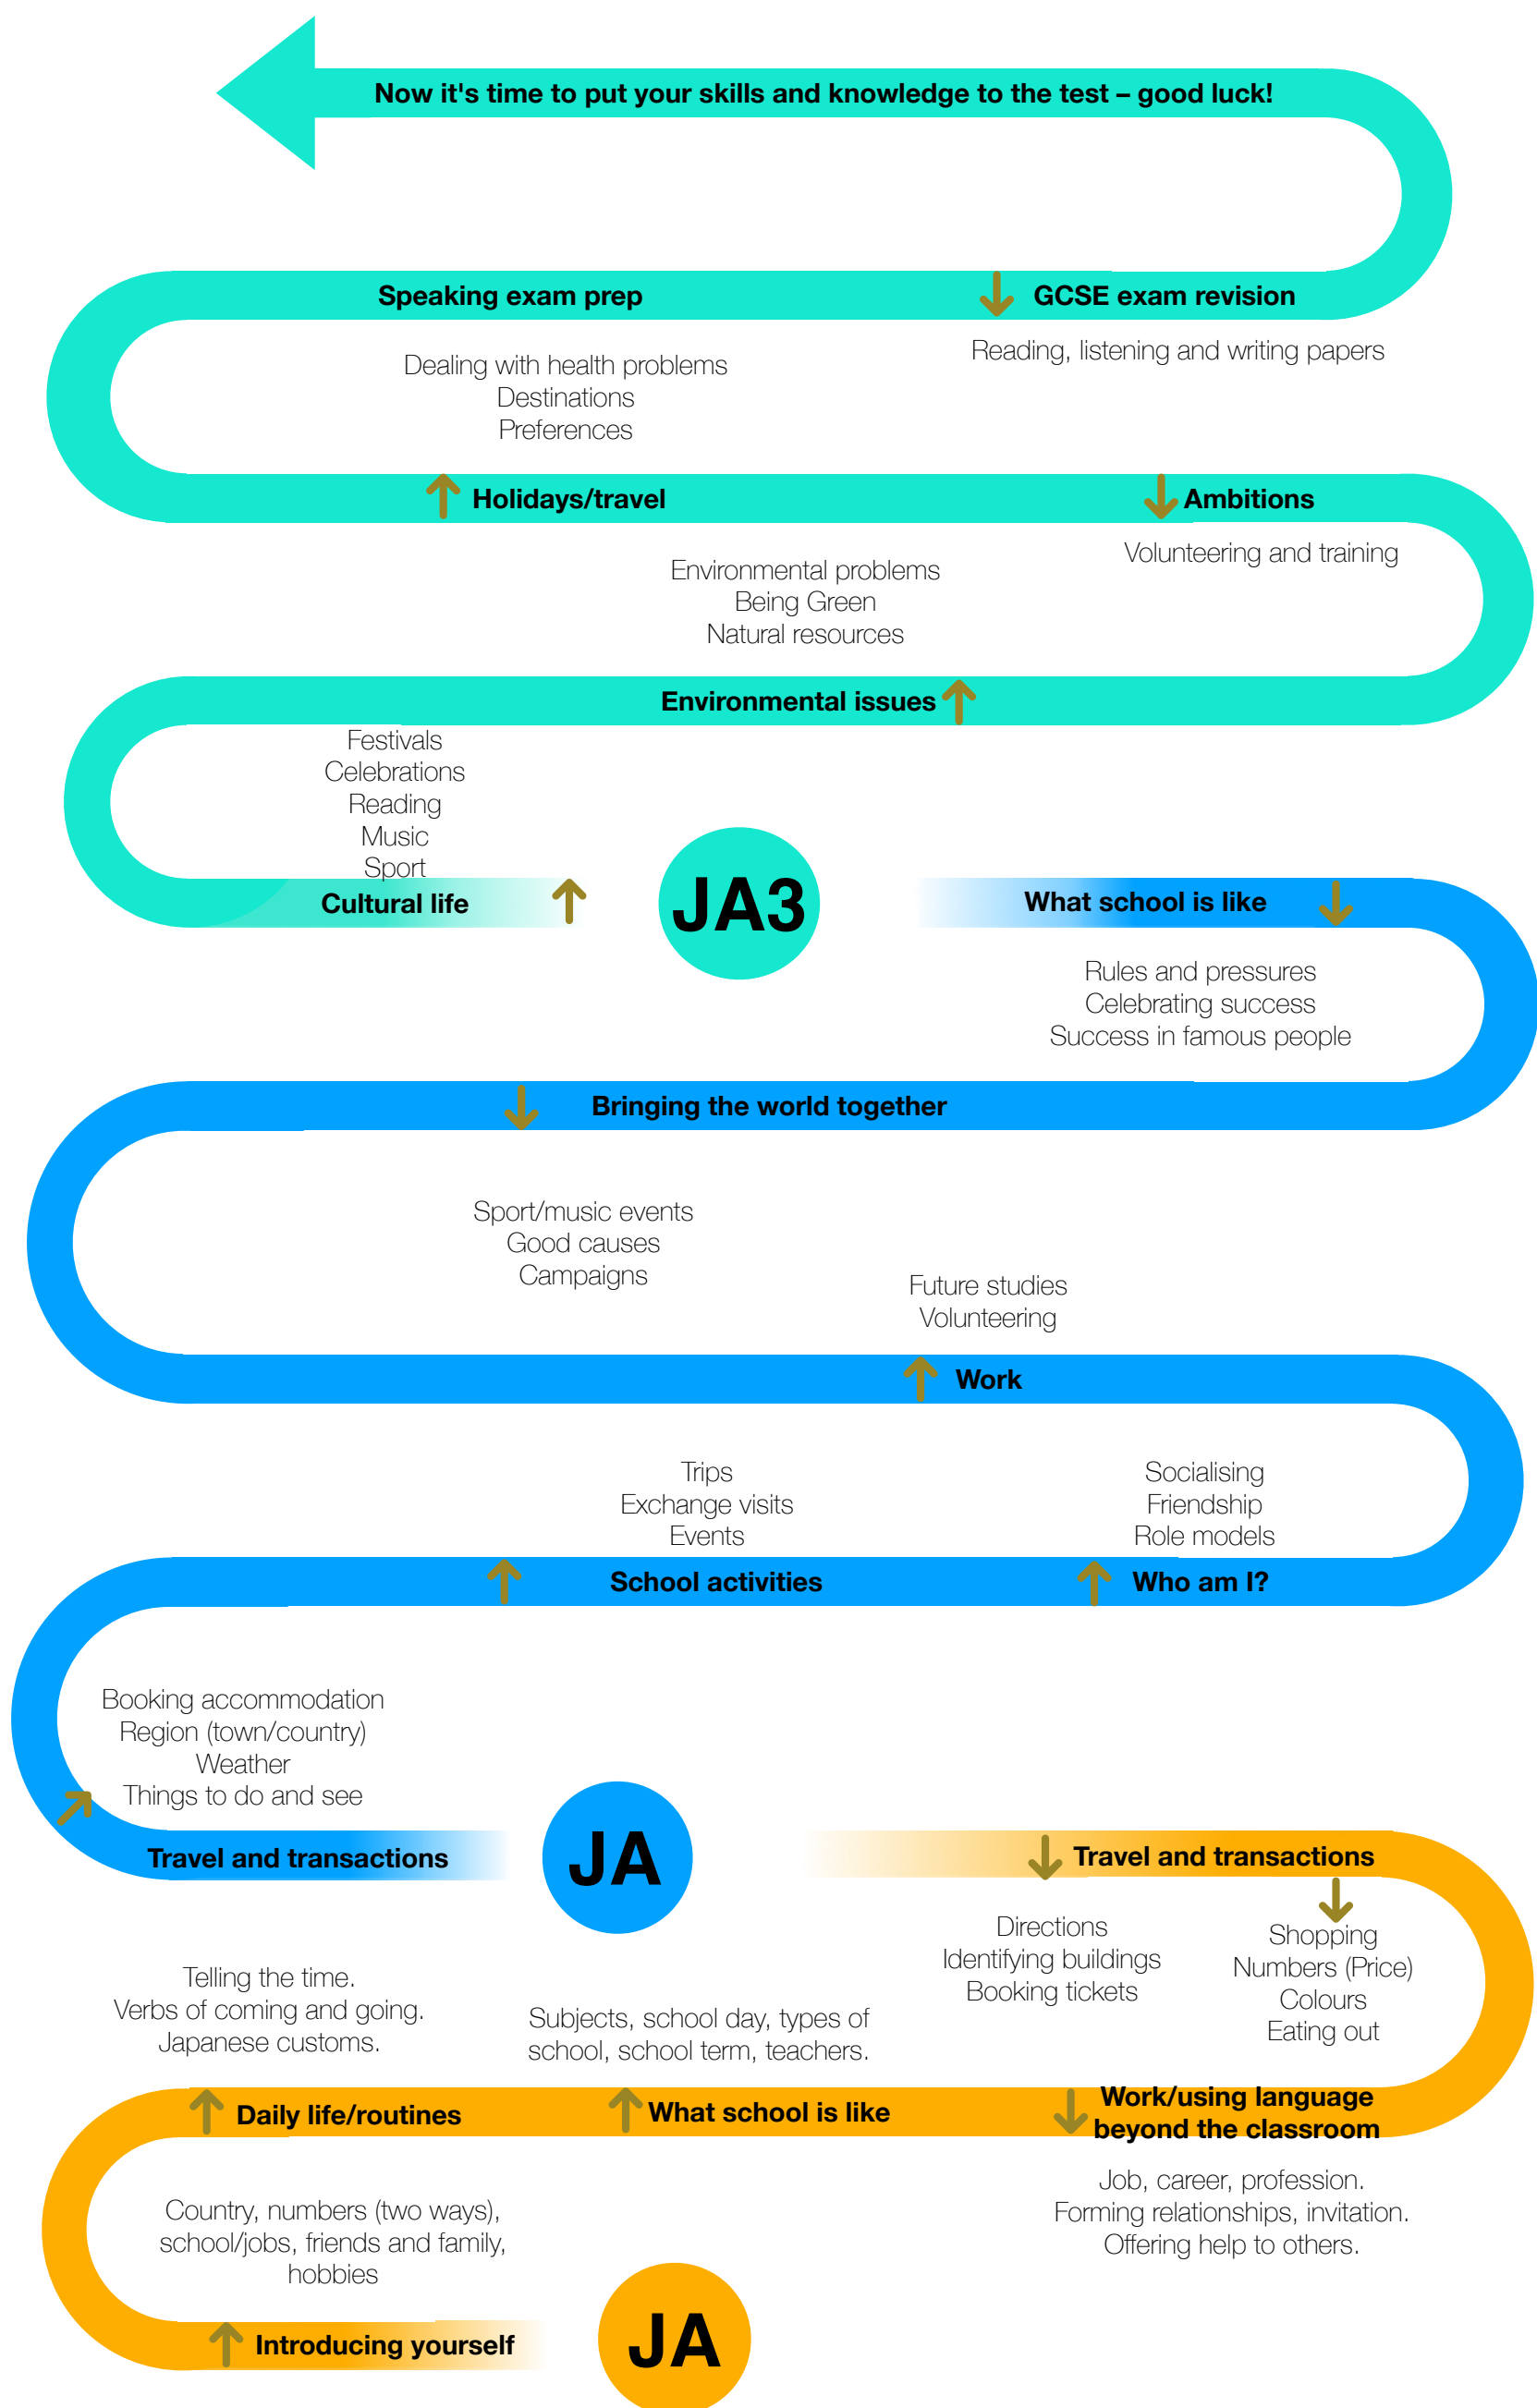 Now it's time to put your skills and knowledge to the test – good luck!
Speaking exam prep
GCSE exam revision
Reading, listening and writing papers
Dealing with health problems
Destinations
Preferences
Holidays/travel
Ambitions
Volunteering and training
Environmental problems
Being Green
Natural resources
Environmental issues
Festivals
Celebrations
Reading
Music
Sport
Cultural life
JA3
What school is like
Rules and pressures
Celebrating success
Success in famous people
Bringing the world together
Sport/music events
Good causes
Campaigns
Future studies
Volunteering
Work
Trips
Exchange visits
Events
Socialising
Friendship
Role models
School activities
Who am I?
Booking accommodation
Region (town/country)
Weather
Things to do and see
Travel and transactions
JA
Travel and transactions
Directions
Identifying buildings
Booking tickets
Shopping
Numbers (Price)
Colours
Eating out
Telling the time.
Verbs of coming and going.
Japanese customs.
Subjects, school day, types of
school, school term, teachers.
Daily life/routines
What school is like
Work/using language
beyond the classroom
Job, career, profession.
Forming relationships, invitation.
Offering help to others.
Country, numbers (two ways),
school/jobs, friends and family,
hobbies
Introducing yourself
JA